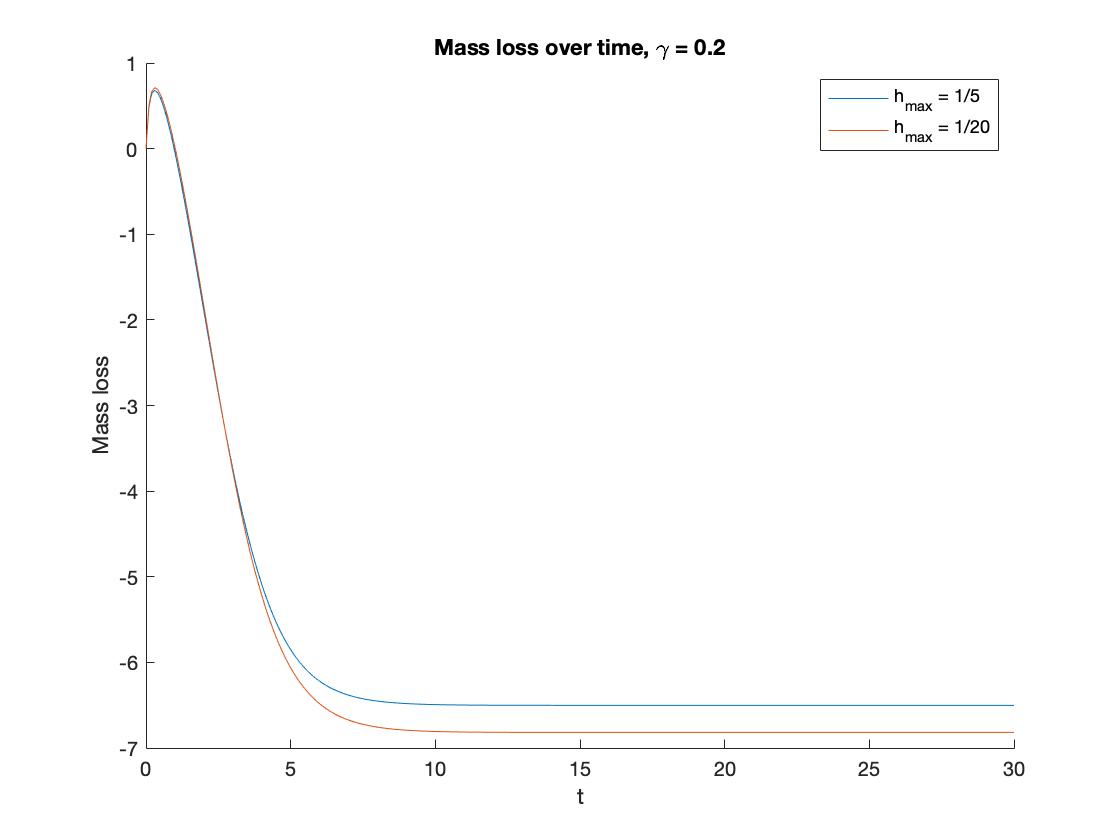 Mass loss over time, γ = 0.2
h_max = 1/5
h_max = 1/20
1
0
-1
-2
-3
-4
-5
-6
-7
Mass loss
0 5 10 15 20 25 30
t